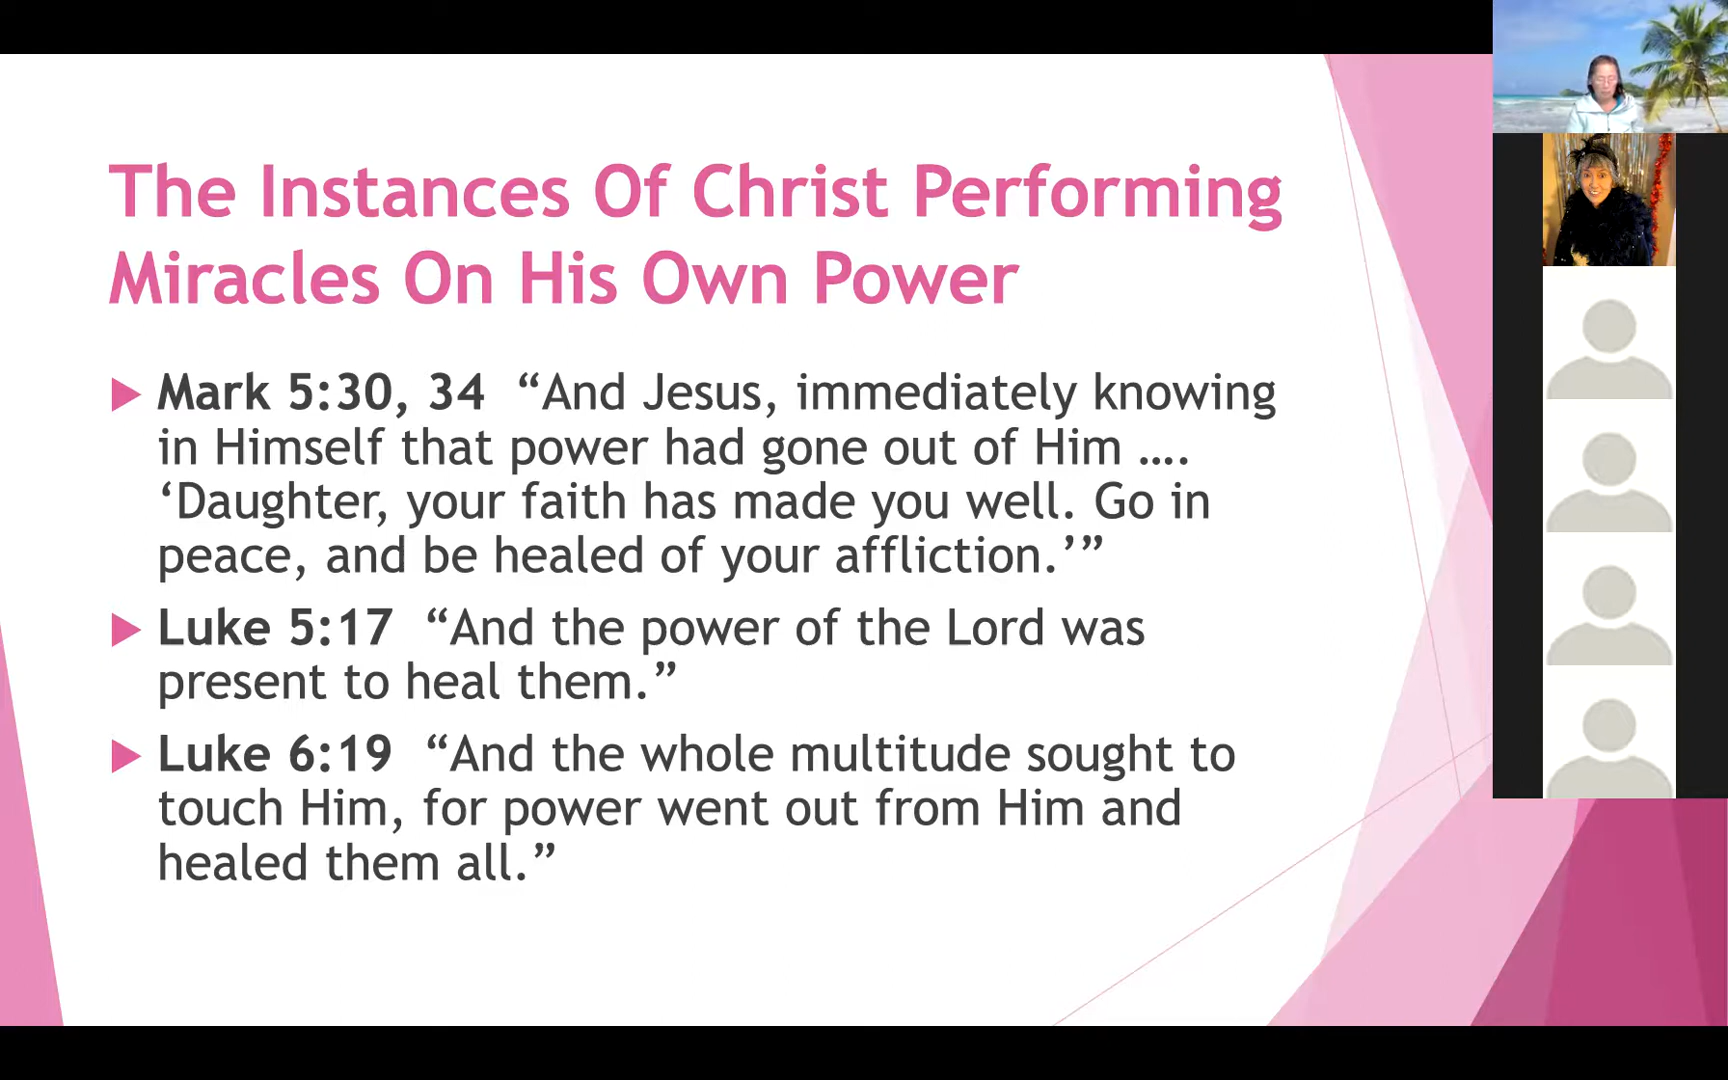 The Instances Of Christ Performing
Miracles On His Own Power
Mark 5:30, 34 “And Jesus, immediately knowing
in Himself that power had gone out of Him ….
‘Daughter, your faith has made you well. Go in
peace, and be healed of your affliction.’”
Luke 5:17 “And the power of the Lord was
present to heal them.”
Luke 6:19 “And the whole multitude sought to
touch Him, for power went out from Him and
healed them all.”